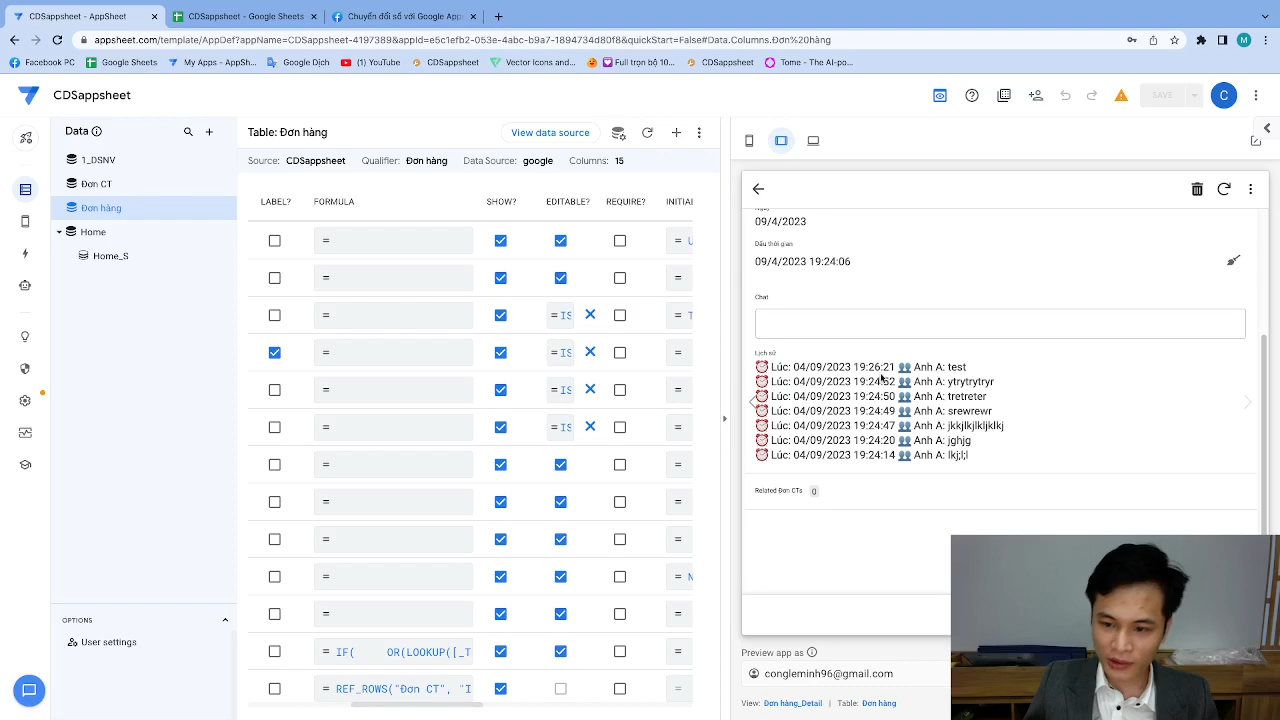 CDSappsheet - AppSheet
CDSappsheet - Google Sheets
Chuyển đổi số với Google App
appsheet.com/template/AppDef?appName=CDSappsheet-4197389&appId=e5c1efb2-053e-4abc-b9a7-1894734d80f8&quickStart=False#Data.Columns.Đơn%20hàng
M
Facebook PC
Google Sheets
My Apps - AppSh...
Google Dịch
(1) YouTube
CDSappsheet
Vector Icons and...
Full trọn bộ 10...
CDSappsheet
Tome - The AI-po...
CDSappsheet
SAVE
C
Data
1_DSNV
Đơn CT
Đơn hàng
Home
Home_S
OPTIONS
User settings
Table: Đơn hàng
View data source
Source: CDSappsheet Qualifier: Đơn hàng Data Source: google Columns: 15
LABEL? FORMULA SHOW? EDITABLE? REQUIRE? INITIAL
= = U
= =
= = IS = T
= = IS =
= = IS =
= = IS =
= =
= =
= =
= = N
= =
= IF( OR(LOOKUP([_T =
= REF_ROWS("Đơn CT", "I =
Ngày
09/4/2023
Dấu thời gian
09/4/2023 19:24:06
Chat
Lịch sử
⏰ Lúc: 04/09/2023 19:26:21 👥 Anh A: test
⏰ Lúc: 04/09/2023 19:24:52 👥 Anh A: ytrytrytryr
⏰ Lúc: 04/09/2023 19:24:50 👥 Anh A: tretreter
⏰ Lúc: 04/09/2023 19:24:49 👥 Anh A: srewrewr
⏰ Lúc: 04/09/2023 19:24:47 👥 Anh A: jkkjlkjlkljklkj
⏰ Lúc: 04/09/2023 19:24:20 👥 Anh A: jghjg
⏰ Lúc: 04/09/2023 19:24:14 👥 Anh A: lkj;l;l
Related Đơn CTs 0
Preview app as
congleminh96@gmail.com
View: Đơn hàng_Detail | Table: Đơn hàng